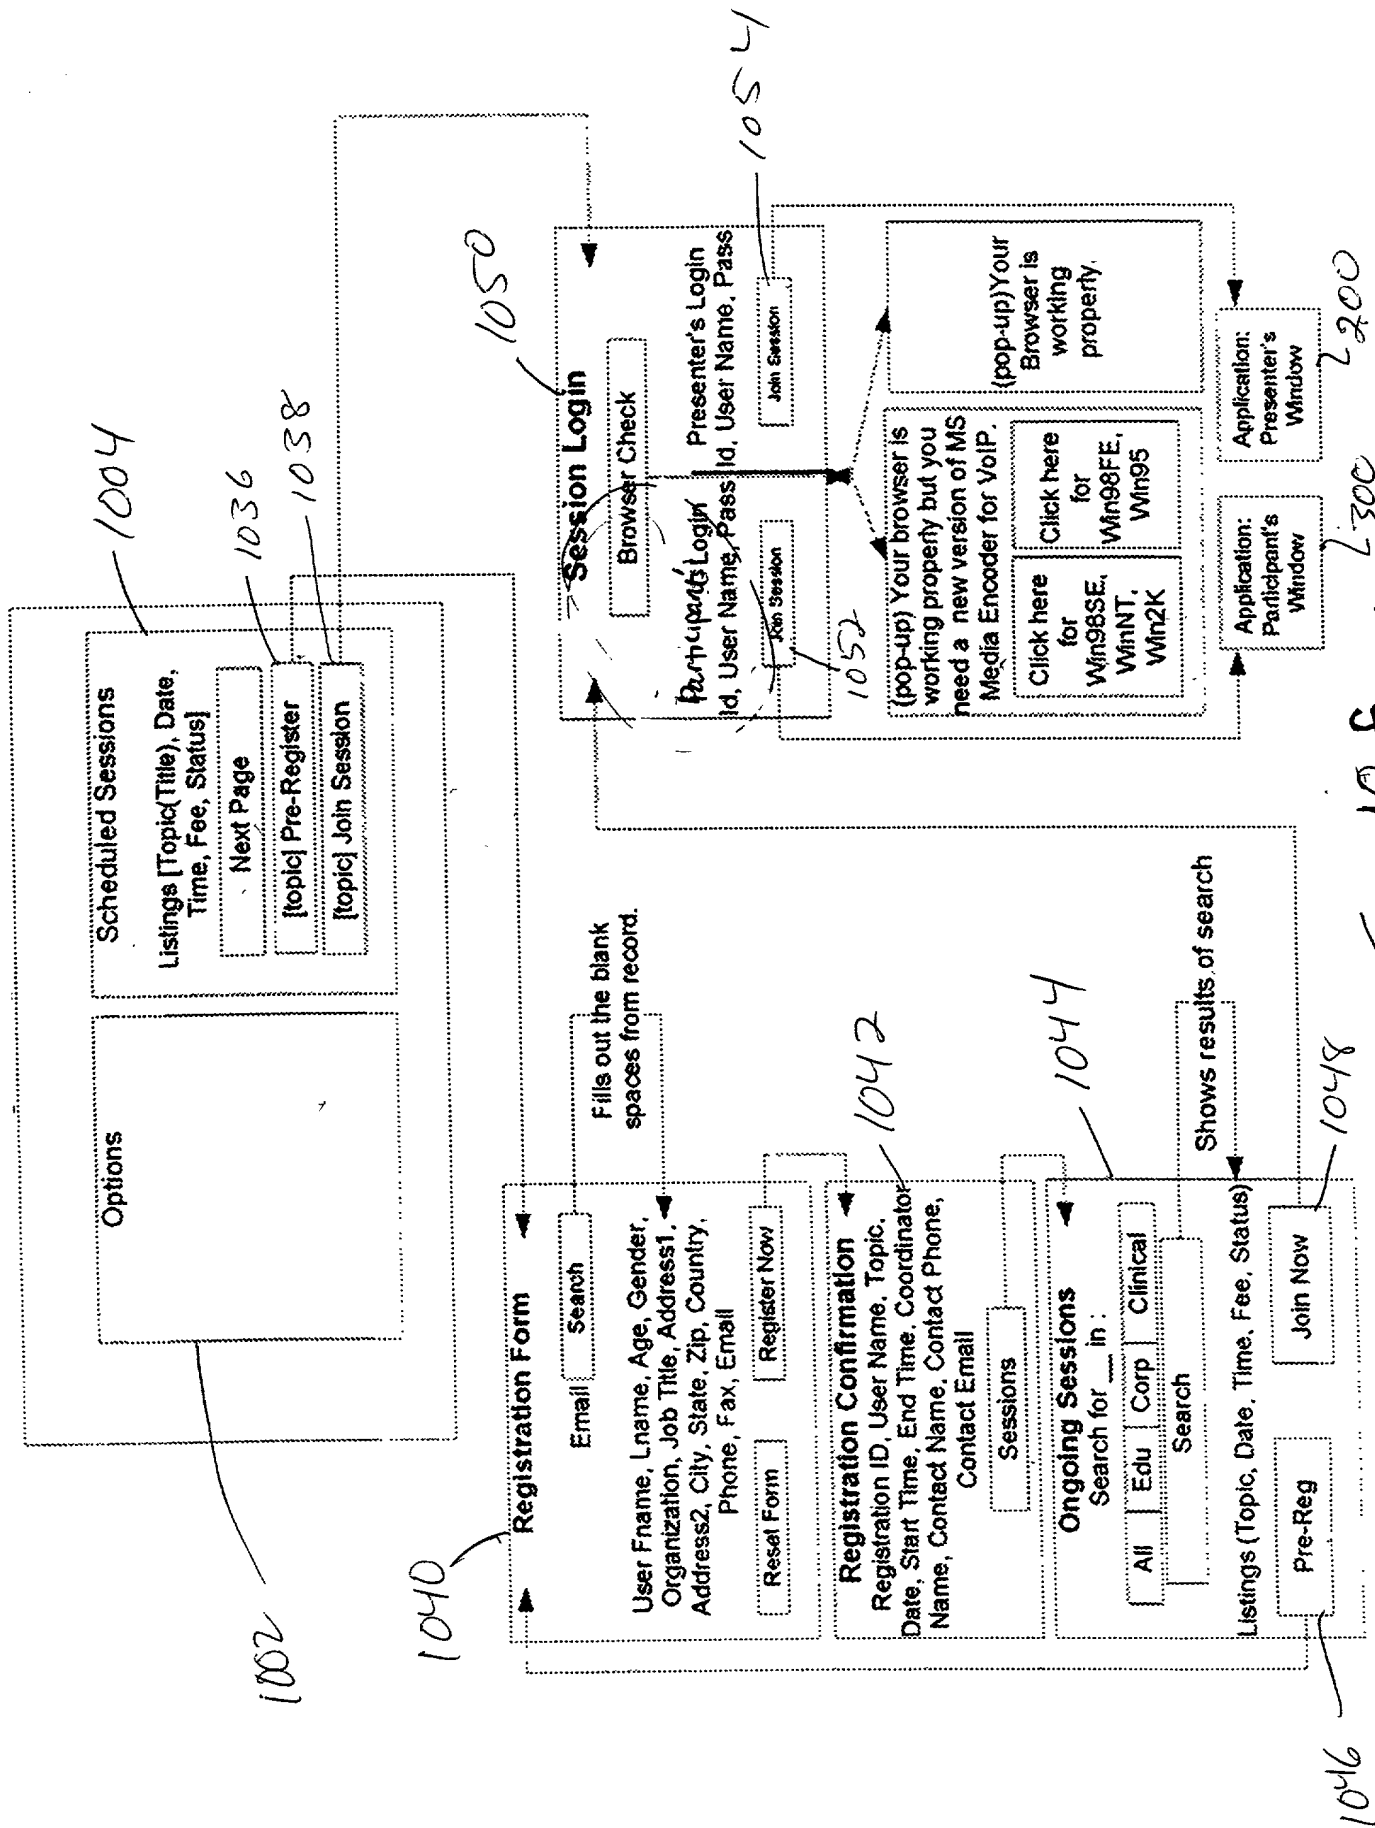 1002
Options
Scheduled Sessions
1004
Listings [Topic(Title), Date,
Time, Fee, Status]
Next Page
[topic] Pre-Register
1036
[topic] Join Session
1038
1040
Registration Form
Email
Search
Fills out the blank
spaces from record.
User Fname, Lname, Age, Gender,
Organization, Job Title, Address1,
Address2, City, State, Zip, Country,
Phone, Fax, Email
Reset Form
Register Now
Registration Confirmation
1042
Registration ID, User Name, Topic,
Date, Start Time, End Time, Coordinator
Name, Contact Name, Contact Phone,
Contact Email
Sessions
Ongoing Sessions
1044
Search for __ in :
All
Edu
Corp
Clinical
Search
Shows results of search
Listings (Topic, Date, Time, Fee, Status)
Pre-Reg
Join Now
1046
1048
1050
Session Login
Browser Check
Participant's Login
Id, User Name, Pass
Join Session
1052
Presenter's Login
Id, User Name, Pass
Join Session
1054
(pop-up) Your browser is
working properly but you
need a new version of MS
Media Encoder for VoIP.
Click here
for
Win98SE,
WinNT,
Win2K
Click here
for
Win98FE,
Win95
(pop-up)Your
Browser is
working
properly.
Application:
Participant's
Window
300
Application:
Presenter's
Window
200